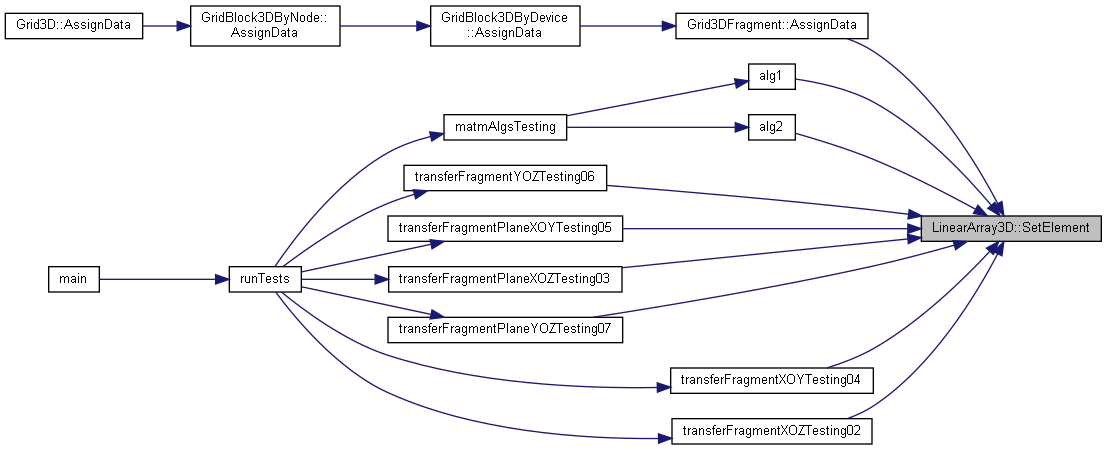 Grid3D::AssignData
GridBlock3DByNode::
AssignData
GridBlock3DByDevice
::AssignData
Grid3DFragment::AssignData
alg1
matmAlgsTesting
alg2
transferFragmentYOZTesting06
transferFragmentPlaneXOYTesting05
LinearArray3D::SetElement
main
runTests
transferFragmentPlaneXOZTesting03
transferFragmentPlaneYOZTesting07
transferFragmentXOYTesting04
transferFragmentXOZTesting02